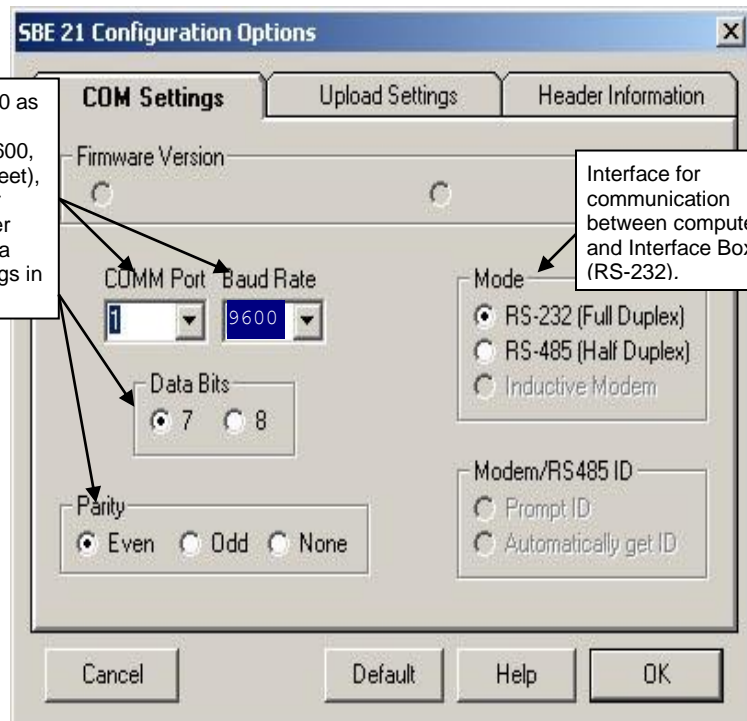 SBE 21 Configuration Options
COM Settings
Upload Settings
Header Information
0 as
600,
eet),
er
a
gs in
Firmware Version
Interface for
communication
between compute
and Interface Box
(RS-232).
COMM Port Baud Rate
1 9600
Data Bits
7 8
Parity
Even Odd None
Mode
RS-232 (Full Duplex)
RS-485 (Half Duplex)
Inductive Modem
Modem/RS485 ID
Prompt ID
Automatically get ID
Cancel Default Help OK